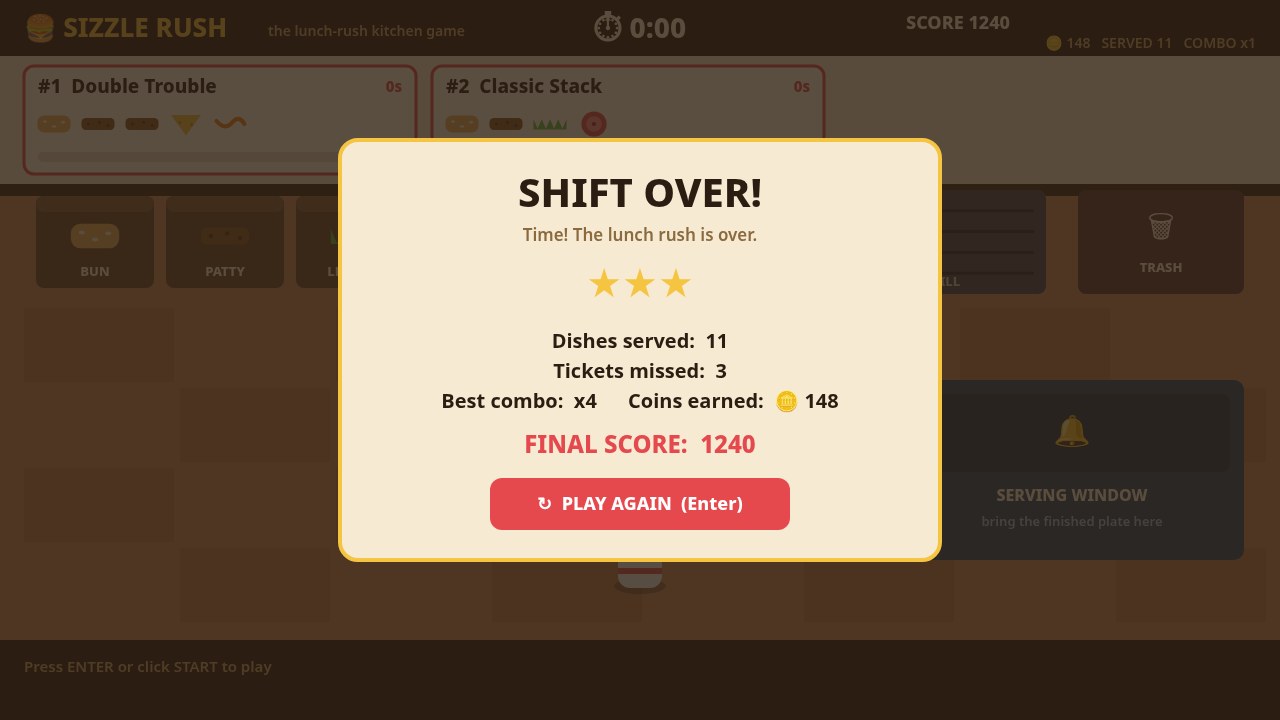 🍔 SIZZLE RUSH
the lunch-rush kitchen game
⏱ 0:00
SCORE 1240
🪙 148 SERVED 11 COMBO x1
#1 Double Trouble 0s
#2 Classic Stack 0s
BUN
PATTY
TRASH
SHIFT OVER!
Time! The lunch rush is over.
★★★
Dishes served: 11
Tickets missed: 3
Best combo: x4 Coins earned: 🪙 148
FINAL SCORE: 1240
↻ PLAY AGAIN (Enter)
SERVING WINDOW
bring the finished plate here
Press ENTER or click START to play